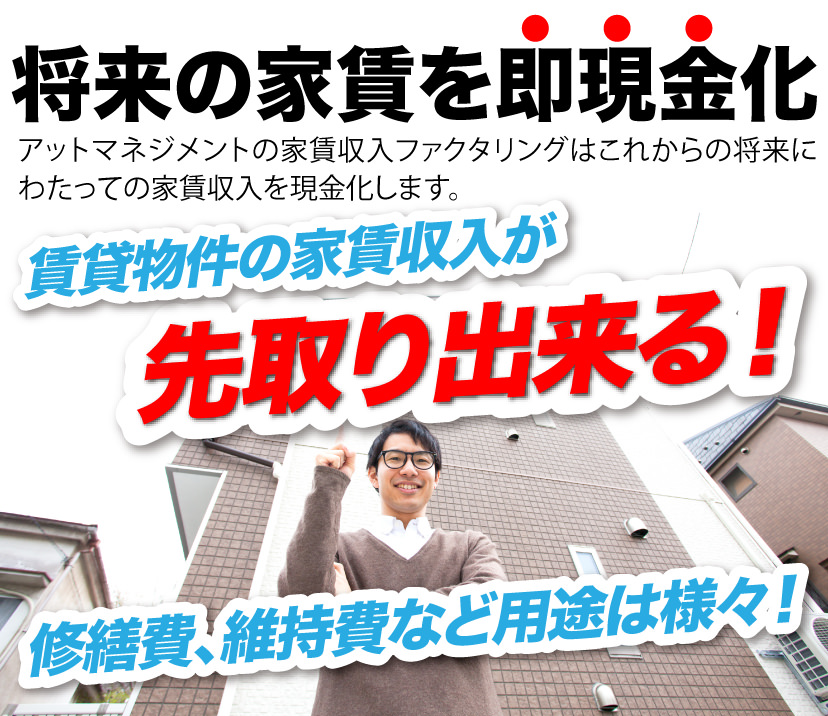 将来の家賃を即現金化
アットマネジメントの家賃収入ファクタリングはこれからの将来に
わたっての家賃収入を現金化します。
賃貸物件の家賃収入が
先取り出来る!
修繕費、維持費など用途は様々!